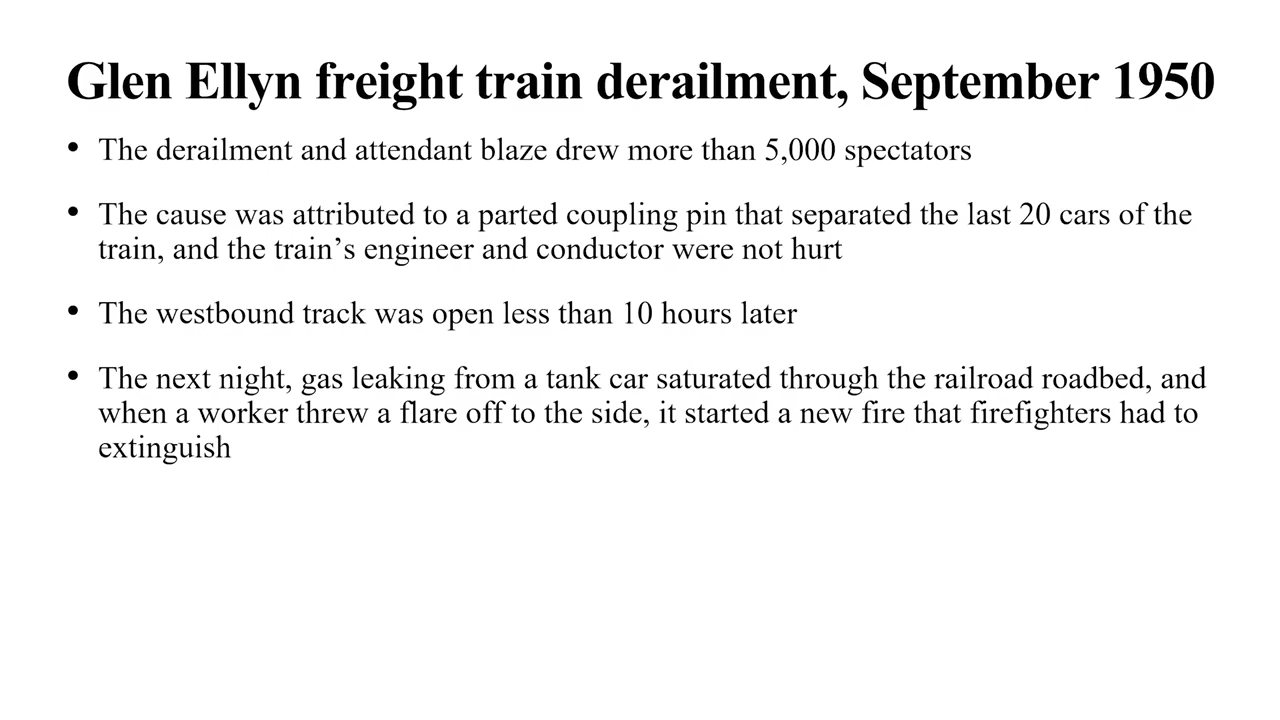 Glen Ellyn freight train derailment, September 1950
• The derailment and attendant blaze drew more than 5,000 spectators
• The cause was attributed to a parted coupling pin that separated the last 20 cars of the
train, and the train’s engineer and conductor were not hurt
• The westbound track was open less than 10 hours later
• The next night, gas leaking from a tank car saturated through the railroad roadbed, and
when a worker threw a flare off to the side, it started a new fire that firefighters had to
extinguish